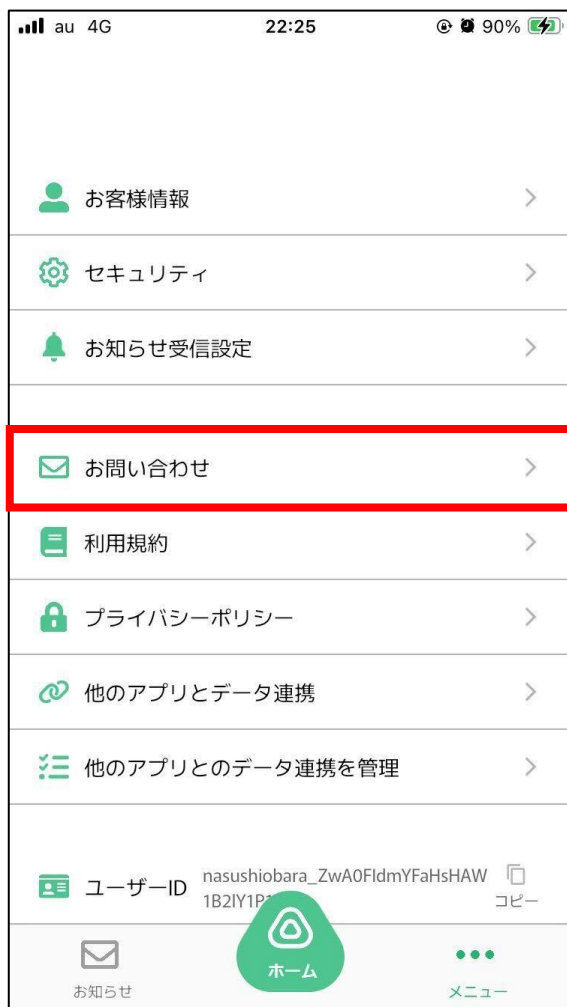 au 4G 22:25 90%
お客様情報
セキュリティ
お知らせ受信設定
お問い合わせ
利用規約
プライバシーポリシー
他のアプリとデータ連携
他のアプリとのデータ連携を管理
ユーザーID
nasushiobara_ZwA0FIdmYFaHsHAW
コピー
お知らせ
ホーム
メニュー